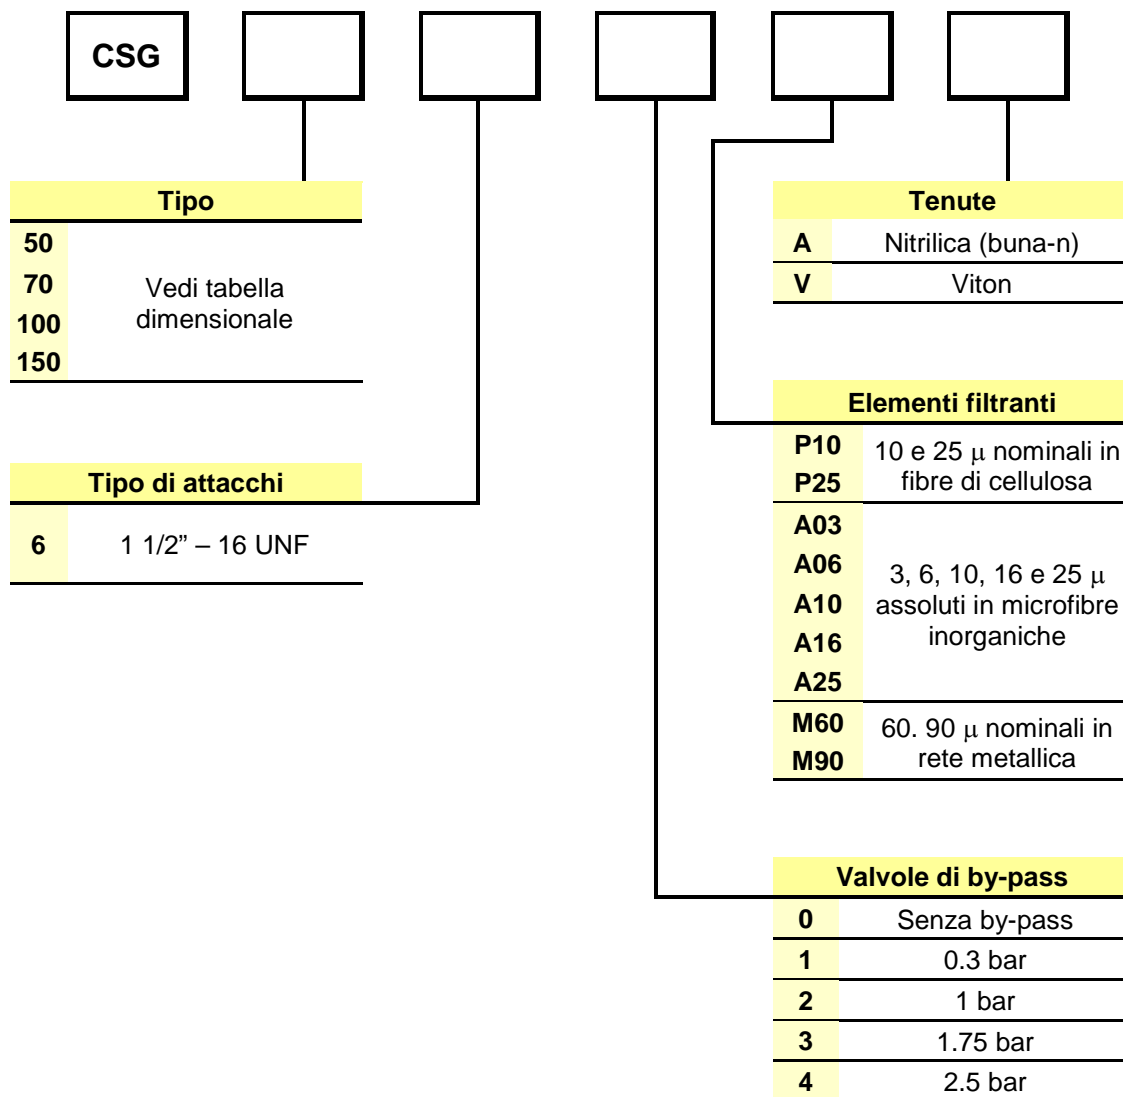 CSG
Tipo
50
70
100
150
Vedi tabella
dimensionale
Tipo di attacchi
6 1 1/2” – 16 UNF
Tenute
A Nitrilica (buna-n)
V Viton
Elementi filtranti
P10
P25
10 e 25 μ nominali in
fibre di cellulosa
A03
A06
A10
A16
A25
3, 6, 10, 16 e 25 μ
assoluti in microfibre
inorganiche
M60
M90
60. 90 μ nominali in
rete metallica
Valvole di by-pass
0 Senza by-pass
1 0.3 bar
2 1 bar
3 1.75 bar
4 2.5 bar